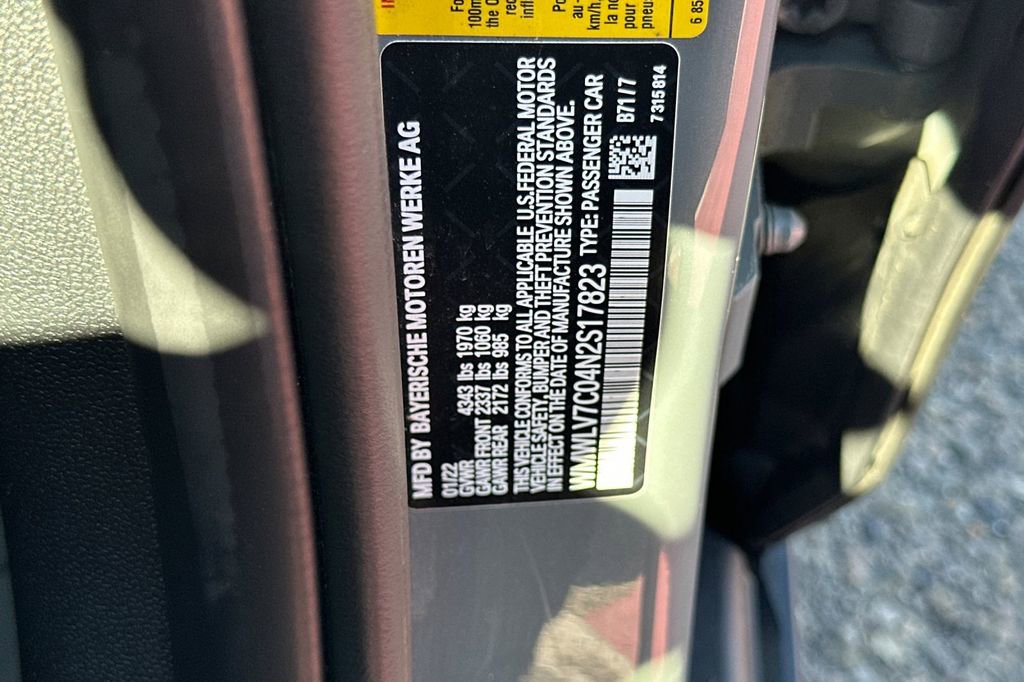 MFD BY BAYERISCHE MOTOREN WERKE AG
01/22
GVWR 4343 lbs 1970 kg
GAWR FRONT 2337 lbs 1060 kg
GAWR REAR 2172 lbs 985 kg
THIS VEHICLE CONFORMS TO ALL APPLICABLE U.S. FEDERAL MOTOR
VEHICLE SAFETY, BUMPER AND THEFT PREVENTION STANDARDS
IN EFFECT ON THE DATE OF MANUFACTURE SHOWN ABOVE.
WMWLV7C04N2S17823 TYPE: PASSENGER CAR
B71 / 7
7 315 814